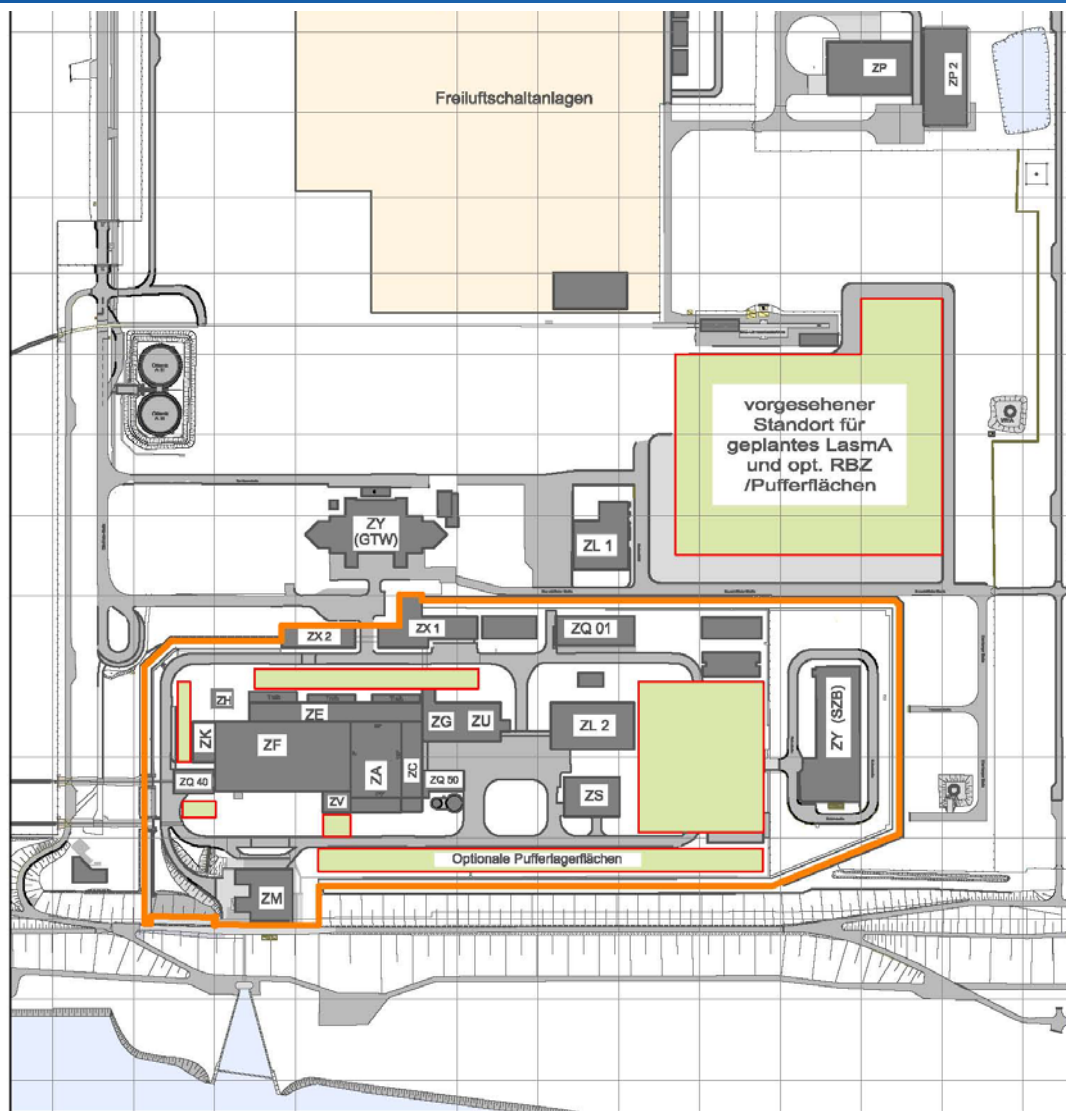 ZP
ZP 2
Freiluftschaltanlagen
vorgesehener
Standort für
geplantes LasmA
und opt. RBZ
/Pufferflächen
ZY
(GTW)
ZL 1
ZX 2
ZX 1
ZQ 01
ZH
ZE
ZG
ZU
ZL 2
ZY (SZB)
ZK
ZF
ZA
ZC
ZQ 40
ZQ 50
ZV
ZS
Optionale Pufferlagerflächen
ZM